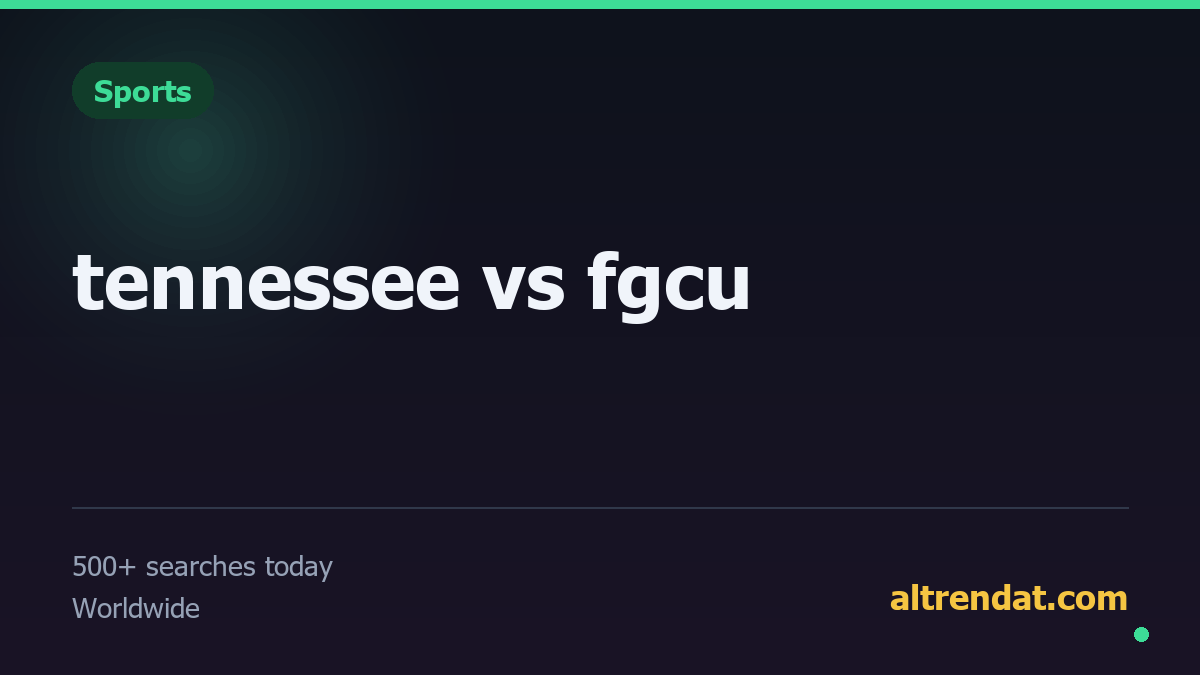 Sports
tennessee vs fgcu
500+ searches today
Worldwide
altrendat.com